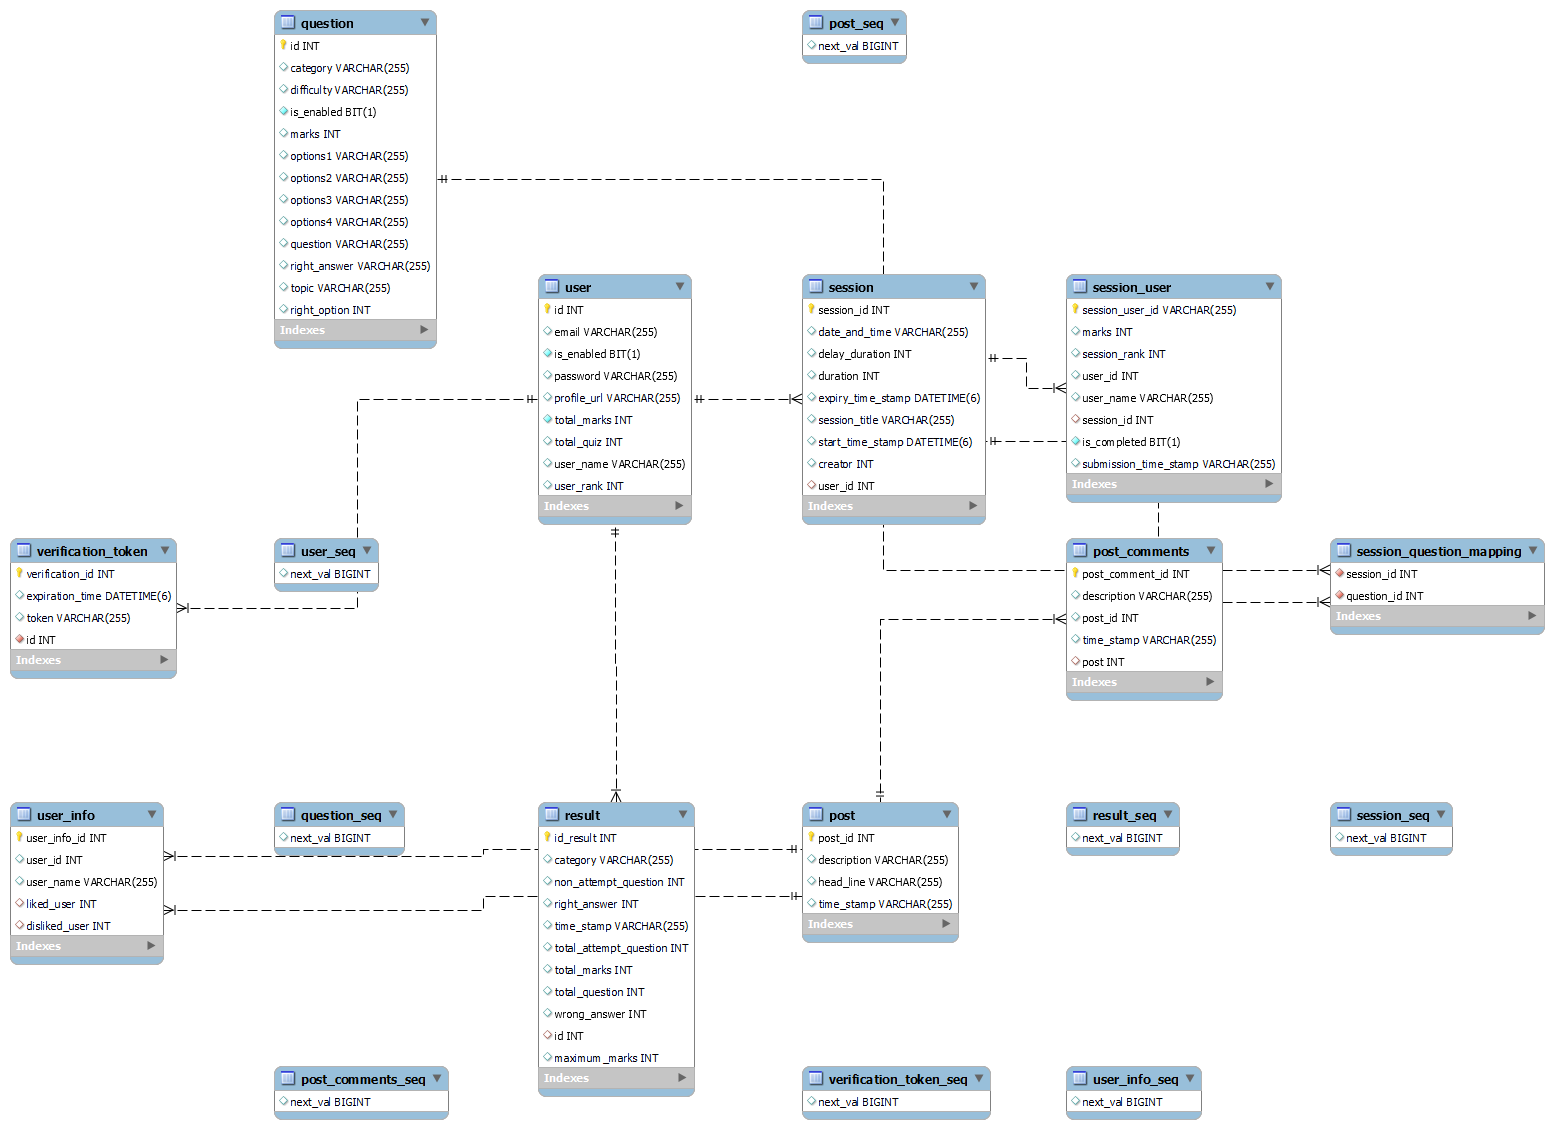 question
id INT
category VARCHAR(255)
difficulty VARCHAR(255)
is_enabled BIT(1)
marks INT
options1 VARCHAR(255)
options2 VARCHAR(255)
options3 VARCHAR(255)
options4 VARCHAR(255)
question VARCHAR(255)
right_answer VARCHAR(255)
topic VARCHAR(255)
right_option INT
Indexes
post_seq
next_val BIGINT
user
id INT
email VARCHAR(255)
is_enabled BIT(1)
password VARCHAR(255)
profile_url VARCHAR(255)
total_marks INT
total_quiz INT
user_name VARCHAR(255)
user_rank INT
Indexes
session
session_id INT
date_and_time VARCHAR(255)
delay_duration INT
duration INT
expiry_time_stamp DATETIME(6)
session_title VARCHAR(255)
start_time_stamp DATETIME(6)
creator INT
user_id INT
Indexes
session_user
session_user_id VARCHAR(255)
marks INT
session_rank INT
user_id INT
user_name VARCHAR(255)
session_id INT
is_completed BIT(1)
submission_time_stamp VARCHAR(255)
Indexes
verification_token
verification_id INT
expiration_time DATETIME(6)
token VARCHAR(255)
id INT
Indexes
user_seq
next_val BIGINT
post_comments
post_comment_id INT
description VARCHAR(255)
post_id INT
time_stamp VARCHAR(255)
post INT
Indexes
session_question_mapping
session_id INT
question_id INT
Indexes
user_info
user_info_id INT
user_id INT
user_name VARCHAR(255)
liked_user INT
disliked_user INT
Indexes
question_seq
next_val BIGINT
result
id_result INT
category VARCHAR(255)
non_attempt_question INT
right_answer INT
time_stamp VARCHAR(255)
total_attempt_question INT
total_marks INT
total_question INT
wrong_answer INT
id INT
maximum_marks INT
Indexes
post
post_id INT
description VARCHAR(255)
head_line VARCHAR(255)
time_stamp VARCHAR(255)
Indexes
result_seq
next_val BIGINT
session_seq
next_val BIGINT
post_comments_seq
next_val BIGINT
verification_token_seq
next_val BIGINT
user_info_seq
next_val BIGINT